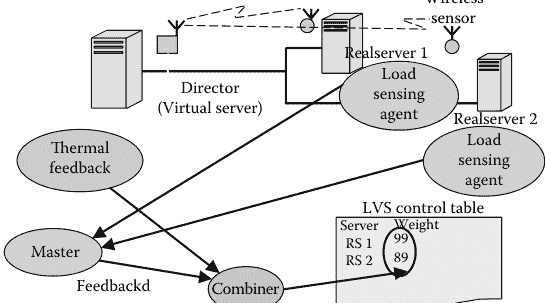 Wireless
sensor
Realserver 1
Director
(Virtual server)
Load
sensing
agent
Realserver 2
Thermal
feedback
Load
sensing
agent
LVS control table
Server Weight
RS 1 99
RS 2 89
Master
Feedbackd
Combiner